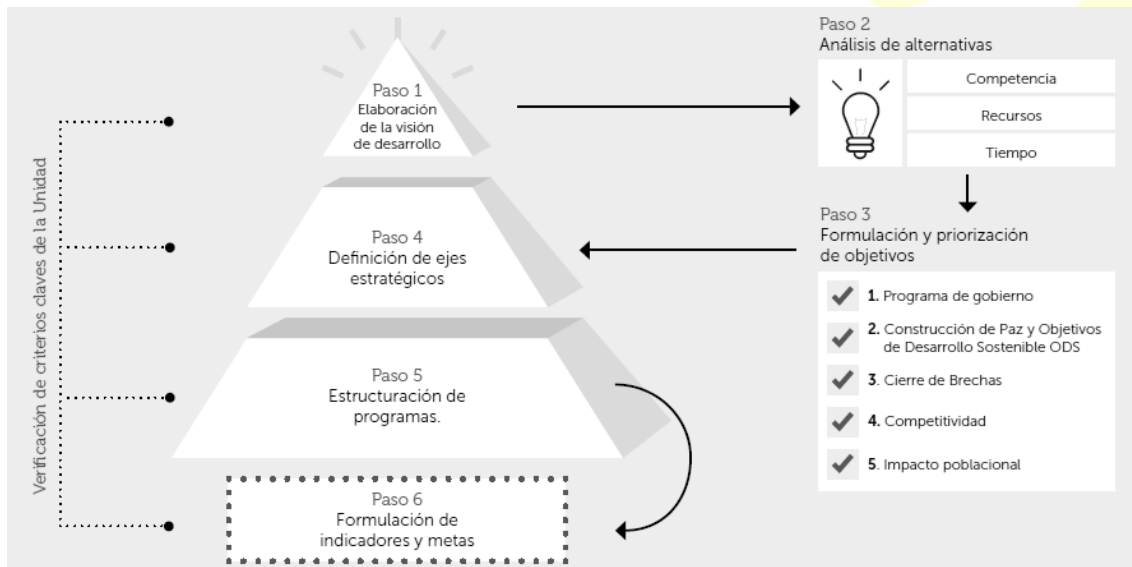 Paso 1
Elaboración
de la visión
de desarrollo
Paso 2
Análisis de alternativas
Competencia
Recursos
Tiempo
Paso 3
Formulación y priorización
de objetivos
1. Programa de gobierno
2. Construcción de Paz y Objetivos
de Desarrollo Sostenible ODS
3. Cierre de Brechas
4. Competitividad
5. Impacto poblacional
Paso 4
Definición de ejes
estratégicos
Paso 5
Estructuración de
programas.
Paso 6
Formulación de
indicadores y metas
Verificación de criterios claves de la Unidad